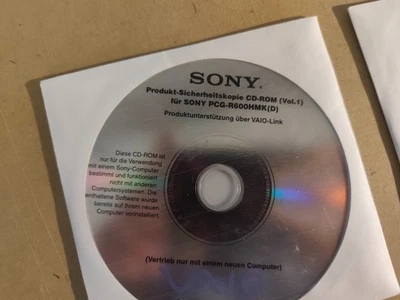 SONY.
Produkt-Sicherheitskopie CD-ROM (Vol.1)
für SONY PCG-R600HMK(D)
Produktunterstützung über VAIO-Link
Diese CD-ROM ist
nur für die Verwendung
mit einem Sony-Computer
bestimmt und funktioniert
nicht mit anderen
Computersystemen. Die
enthaltene Software wurde
bereits auf Ihrem neuen
Computer vorinstalliert.
(Vertrieb nur mit einem neuen Computer)